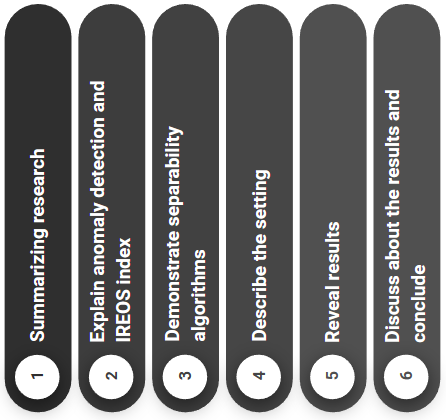 1
Summarizing research
2
Explain anomaly detection and
IREOS index
3
Demonstrate separability
algorithms
4
Describe the setting
5
Reveal results
6
Discuss about the results and
conclude